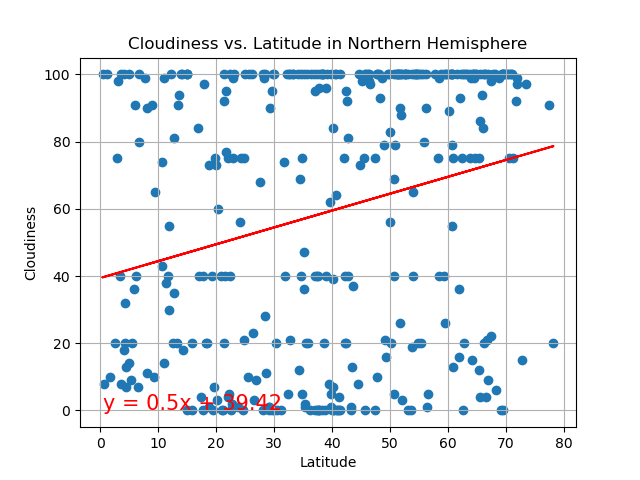 Cloudiness vs. Latitude in Northern Hemisphere
100
80
60
40
20
0
Cloudiness
y = 0.5x + 39.42
0 10 20 30 40 50 60 70 80
Latitude